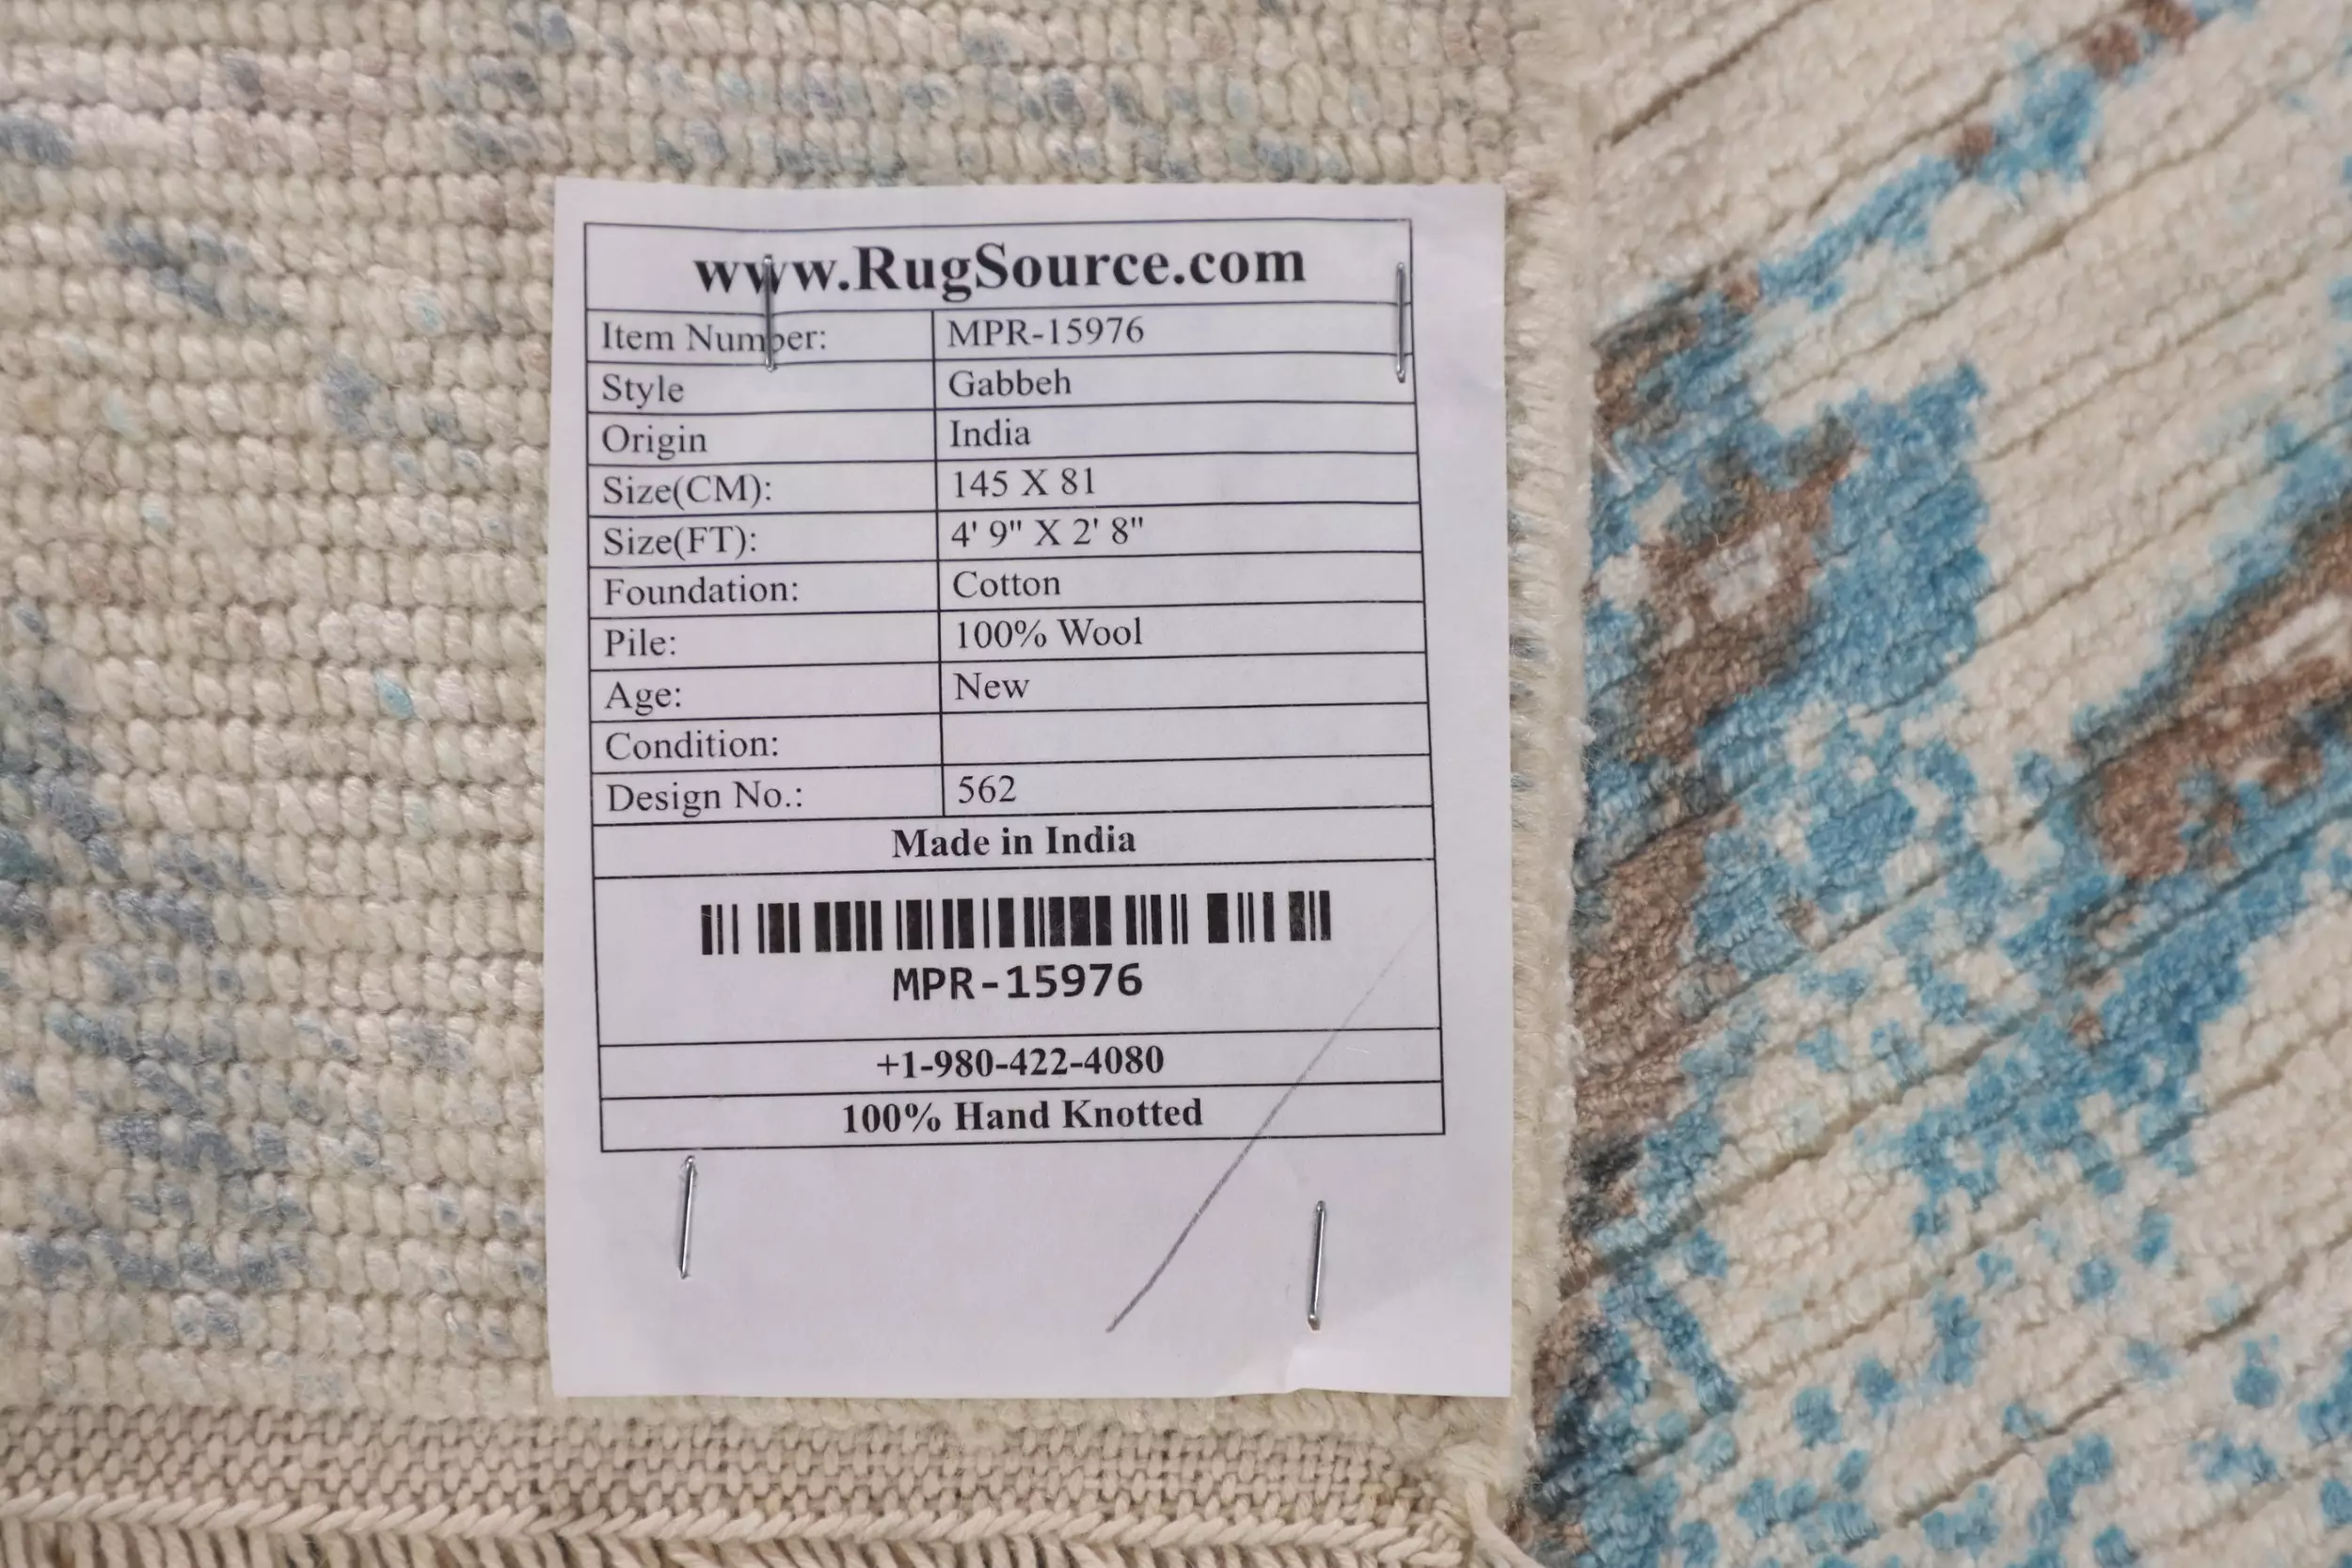 www.RugSource.com
Item Number: MPR-15976
Style Gabbeh
Origin India
Size(CM): 145 X 81
Size(FT): 4' 9" X 2' 8"
Foundation: Cotton
Pile: 100% Wool
Age: New
Condition:
Design No.: 562
Made in India
MPR-15976
+1-980-422-4080
100% Hand Knotted